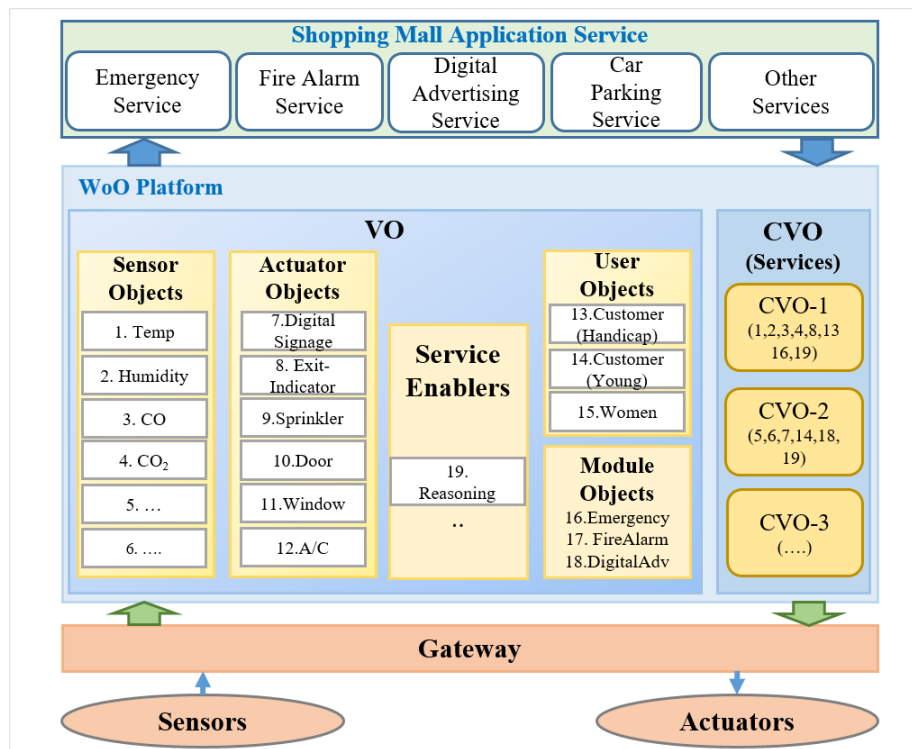 Shopping Mall Application Service
Emergency
Service
Fire Alarm
Service
Digital
Advertising
Service
Car
Parking
Service
Other
Services
WoO Platform
VO
Sensor
Objects
1. Temp
2. Humidity
3. CO
4. CO₂
5. …
6. ….
Actuator
Objects
7.Digital
Signage
8. Exit-
Indicator
9.Sprinkler
10.Door
11.Window
12.A/C
Service
Enablers
19.
Reasoning
..
User
Objects
13.Customer
(Handicap)
14.Customer
(Young)
15.Women
Module
Objects
16.Emergency
17. FireAlarm
18.DigitalAdv
CVO
(Services)
CVO-1
(1,2,3,4,8,13
16,19)
CVO-2
(5,6,7,14,18,
19)
CVO-3
(….)
Gateway
Sensors
Actuators